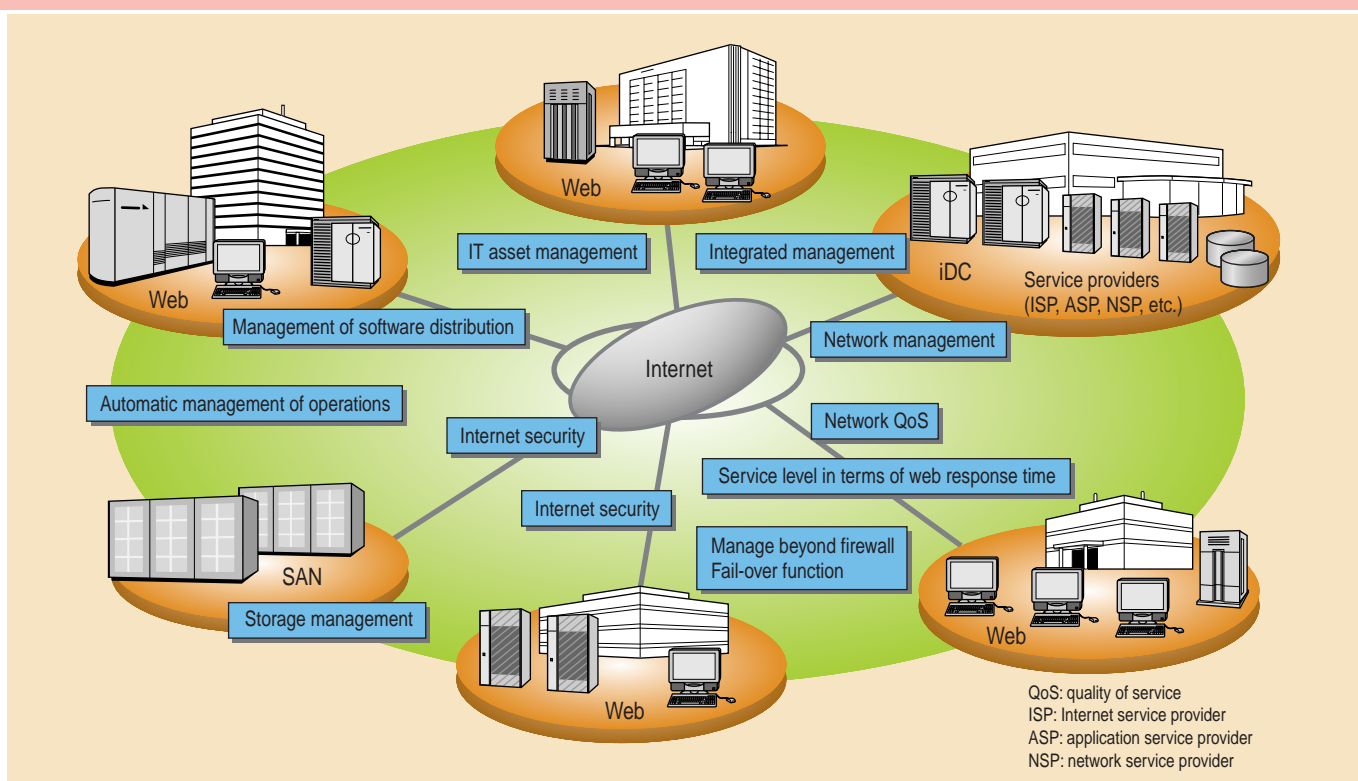 Web
IT asset management
Integrated management
iDC
Service providers
(ISP, ASP, NSP, etc.)
Web
Management of software distribution
Network management
Internet
Automatic management of operations
Network QoS
Internet security
Service level in terms of web response time
Internet security
Manage beyond firewall
Fail-over function
SAN
Storage management
Web
Web
QoS: quality of service
ISP: Internet service provider
ASP: application service provider
NSP: network service provider